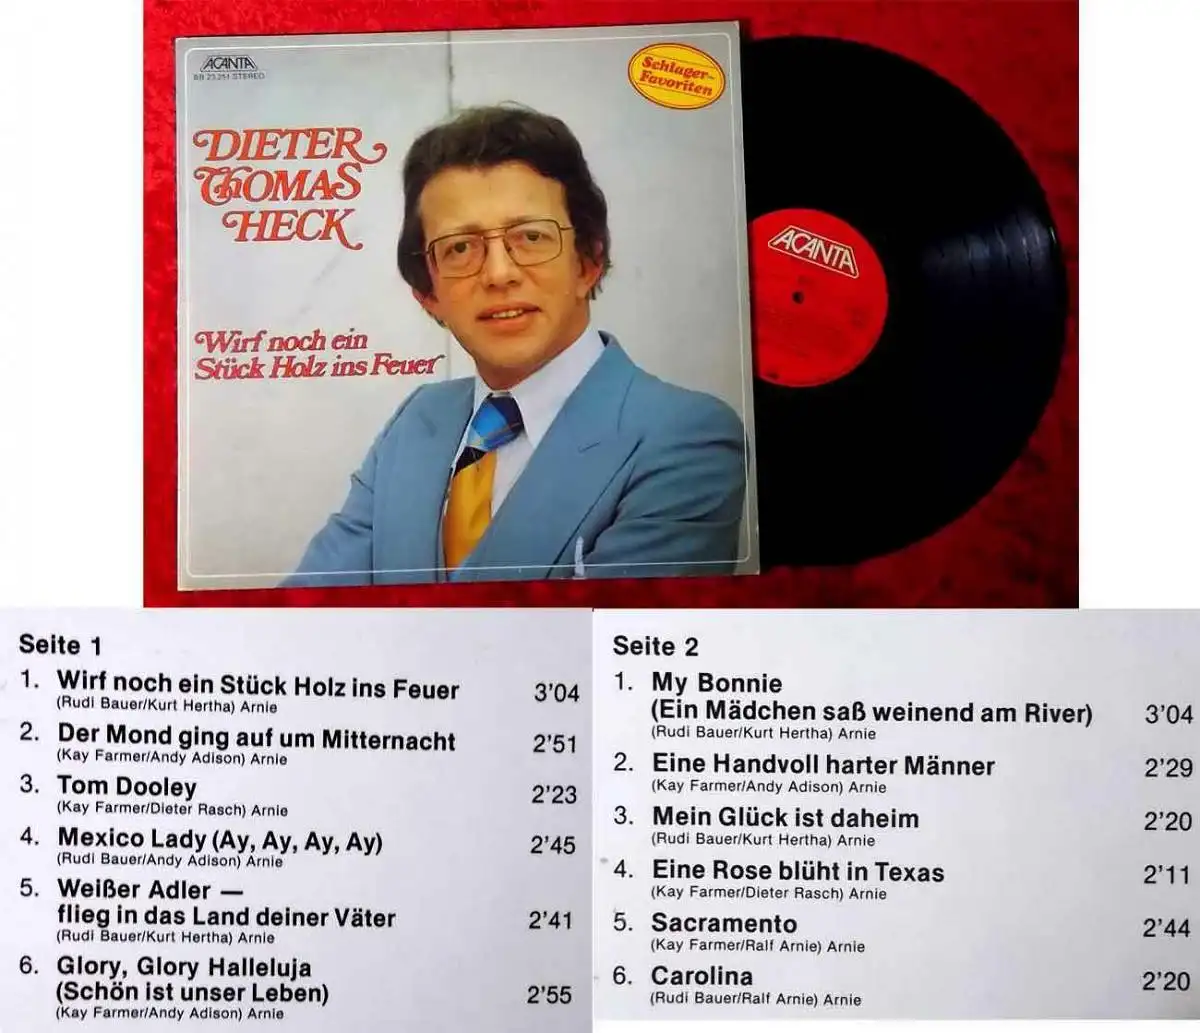 ACANTA
BB 23.251 STEREO
Schlager-
Favoriten
DIETER
THOMAS
HECK
Wirf noch ein
Stück Holz ins Feuer
ACANTA
Seite 1
1. Wirf noch ein Stück Holz ins Feuer 3'04
(Rudi Bauer/Kurt Hertha) Arnie
2. Der Mond ging auf um Mitternacht 2'51
(Kay Farmer/Andy Adison) Arnie
3. Tom Dooley 2'23
(Kay Farmer/Dieter Rasch) Arnie
4. Mexico Lady (Ay, Ay, Ay, Ay) 2'45
(Rudi Bauer/Andy Adison) Arnie
5. Weißer Adler —
flieg in das Land deiner Väter 2'41
(Rudi Bauer/Kurt Hertha) Arnie
6. Glory, Glory Halleluja
(Schön ist unser Leben) 2'55
(Kay Farmer/Andy Adison) Arnie
Seite 2
1. My Bonnie
(Ein Mädchen saß weinend am River) 3'04
(Rudi Bauer/Kurt Hertha) Arnie
2. Eine Handvoll harter Männer 2'29
(Kay Farmer/Andy Adison) Arnie
3. Mein Glück ist daheim 2'20
(Rudi Bauer/Kurt Hertha) Arnie
4. Eine Rose blüht in Texas 2'11
(Kay Farmer/Dieter Rasch) Arnie
5. Sacramento 2'44
(Kay Farmer/Ralf Arnie) Arnie
6. Carolina 2'20
(Rudi Bauer/Ralf Arnie) Arnie